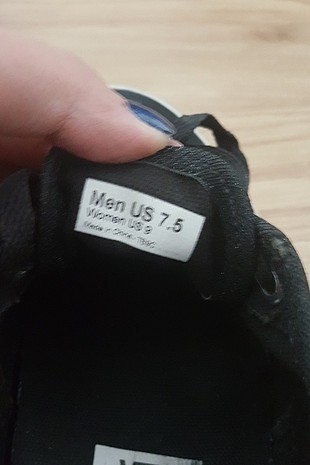 Men US 7.5
Women US 9
Made in China